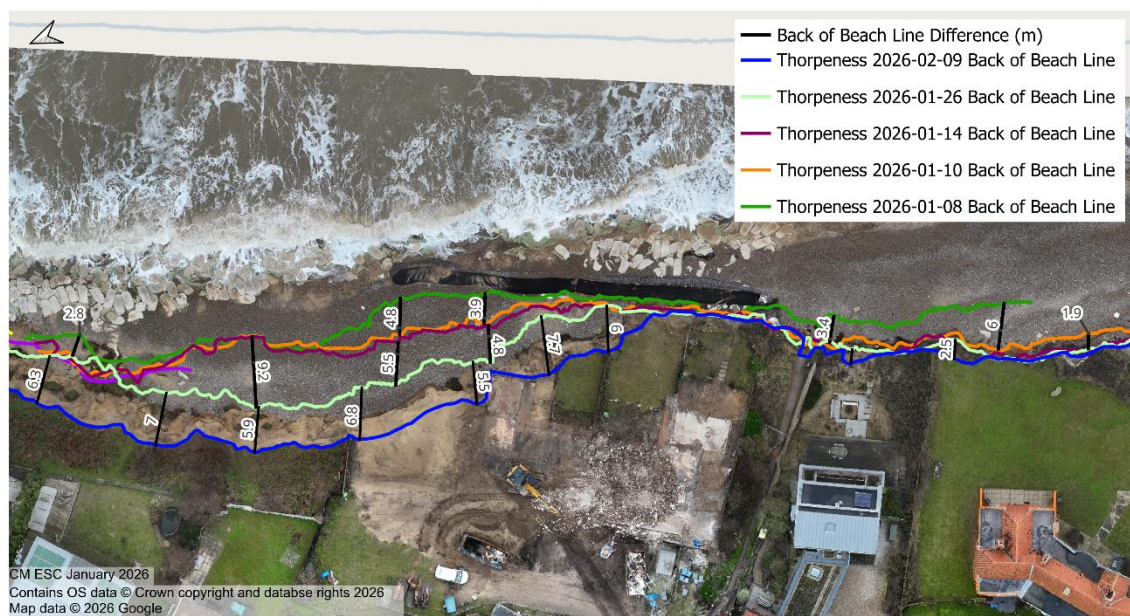 Back of Beach Line Difference (m)
Thorpeness 2026-02-09 Back of Beach Line
Thorpeness 2026-01-26 Back of Beach Line
Thorpeness 2026-01-14 Back of Beach Line
Thorpeness 2026-01-10 Back of Beach Line
Thorpeness 2026-01-08 Back of Beach Line
2.8
4.8
3.9
3.4
6
1.9
6.3
9.2
5.5
4.8
7.7
6
2.5
7
5.9
6.8
5.5
CM ESC January 2026
Contains OS data © Crown copyright and databse rights 2026
Map data © 2026 Google